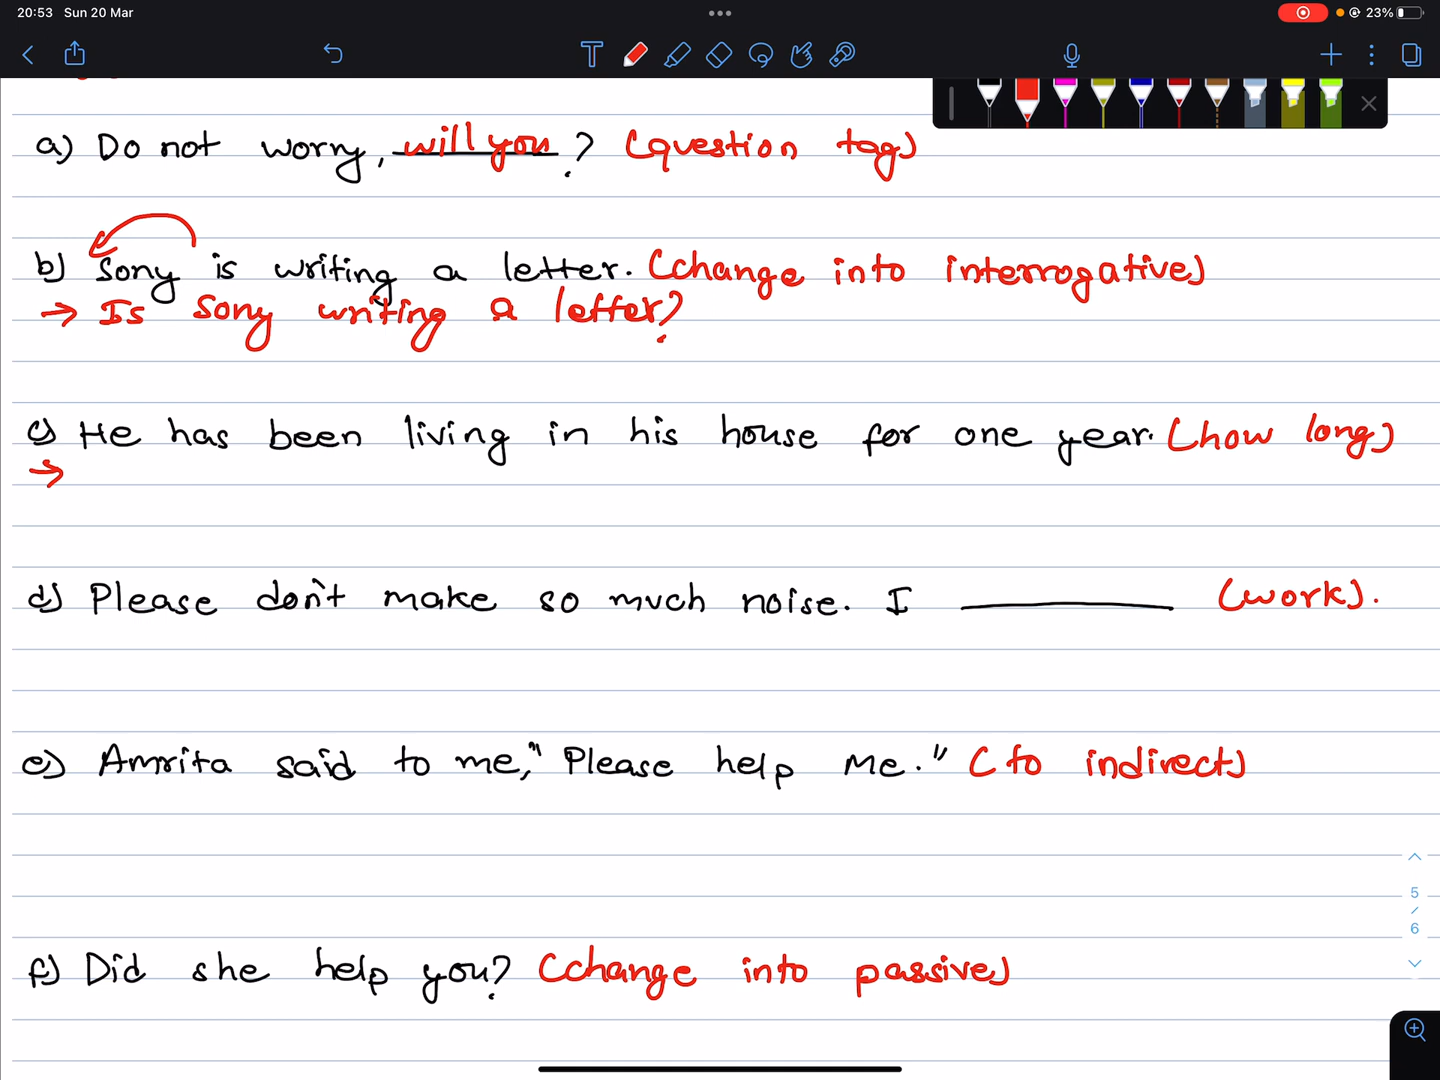 20:53 Sun 20 Mar
23%
a) Do not worry, will you ? (question tag)
b) Sony is writing a letter. (change into interrogative)
→ Is Sony writing a letter?
c) He has been living in his house for one year. (how long)
→
d) Please don't make so much noise. I ________ (work).
e) Amrita said to me, "Please help me." (to indirect)
f) Did she help you? (change into passive)
5
/
6